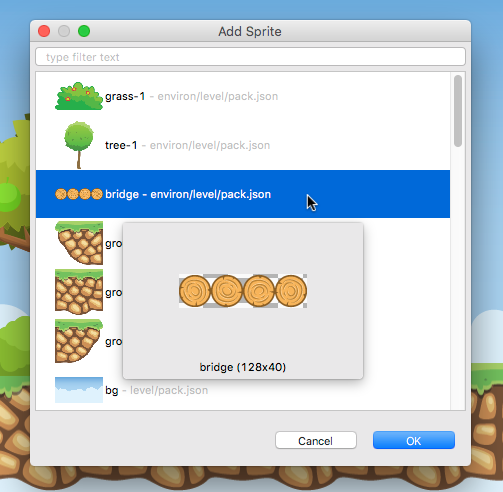 Add Sprite
type filter text
grass-1 - environ/level/pack.json
tree-1 - environ/level/pack.json
bridge - environ/level/pack.json
gro
gro
gro
bridge (128x40)
bg - level/pack.json
Cancel
OK